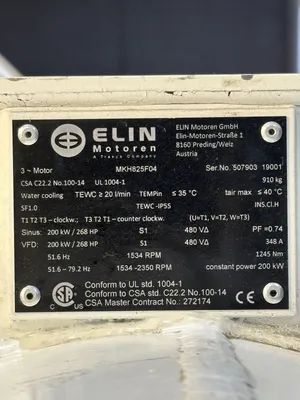 ELIN
Motoren
A Traktionssysteme Company
ELIN Motoren GmbH
Elin-Motoren-Straße 1
8160 Preding/Weiz
Austria
3 ~ Motor MKH825F04 Ser.No. 507903 19001
CSA C22.2 No.100-14 UL 1004-1 910 kg
Water cooling TEWC ≥ 20 l/min TEMPin ≤ 35 °C tair max ≤ 40 °C
SF1.0 TEWC-IP55 INS.Cl.H
T1 T2 T3 - clockw.; T3 T2 T1 - counter clockw. (U=T1, V=T2, W=T3)
Sinus: 200 kW / 268 HP S1 480 V∆ PF =0.74
VFD: 200 kW / 268 HP S1 480 V∆ 348 A
51.6 Hz 1534 RPM 1245 Nm
51.6 - 79.2 Hz 1534 -2350 RPM constant power 200 kW
Conform to UL std. 1004-1
Conform to CSA std. C22.2 No.100-14
CSA Master Contract No.: 272174
C US
CE